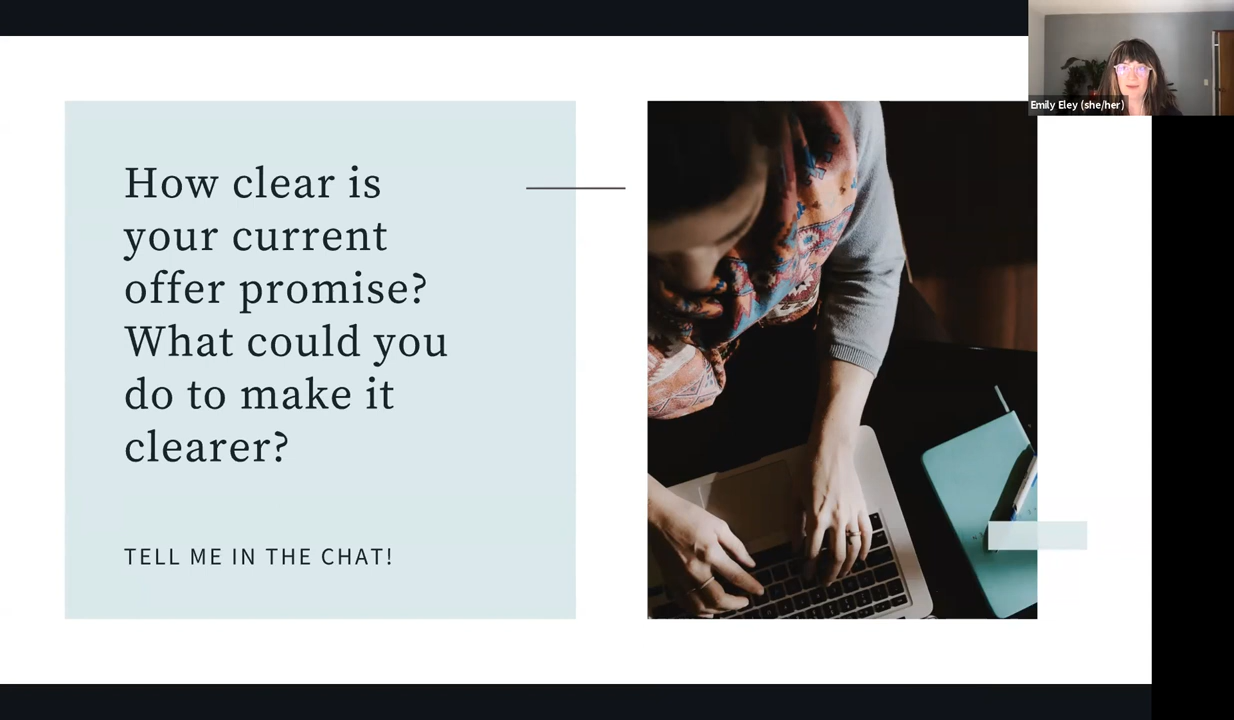 How clear is
your current
offer promise?
What could you
do to make it
clearer?
TELL ME IN THE CHAT!
Emily Eley (she/her)